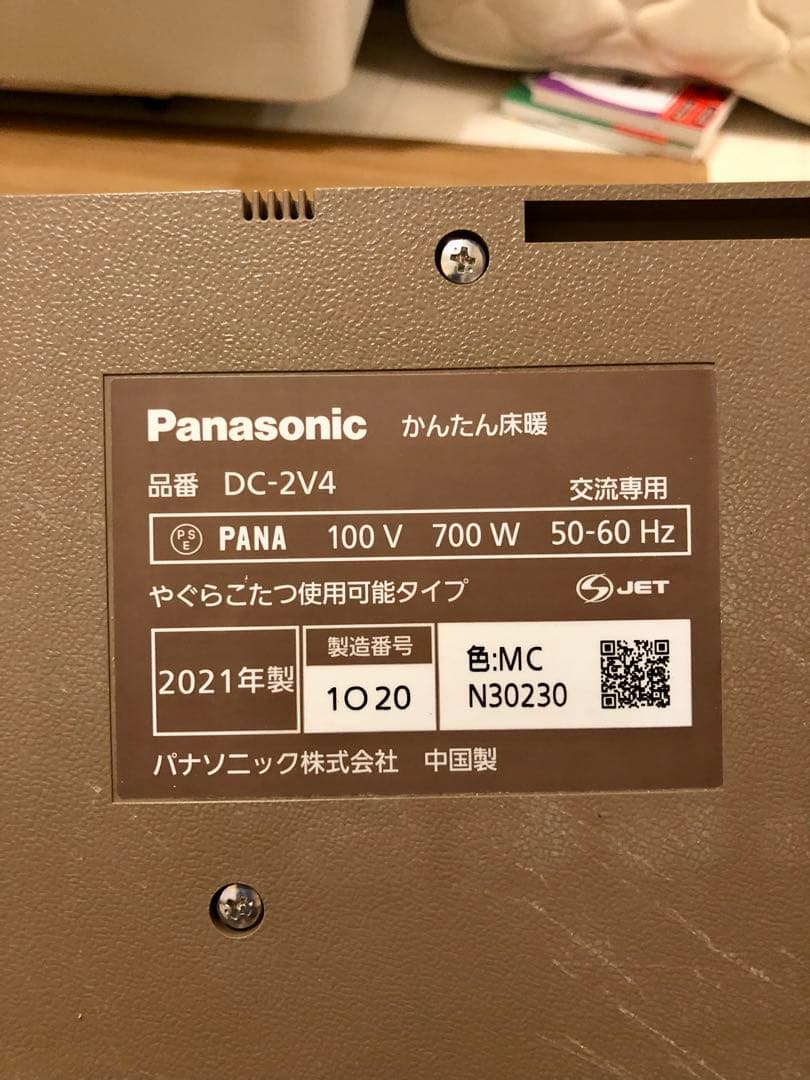 Panasonic かんたん床暖
品番 DC-2V4 交流専用
PSE PANA 100 V 700 W 50-60 Hz
やぐらこたつ使用可能タイプ JET
2021年製
製造番号
1O 20
色:MC
N30230
パナソニック株式会社 中国製